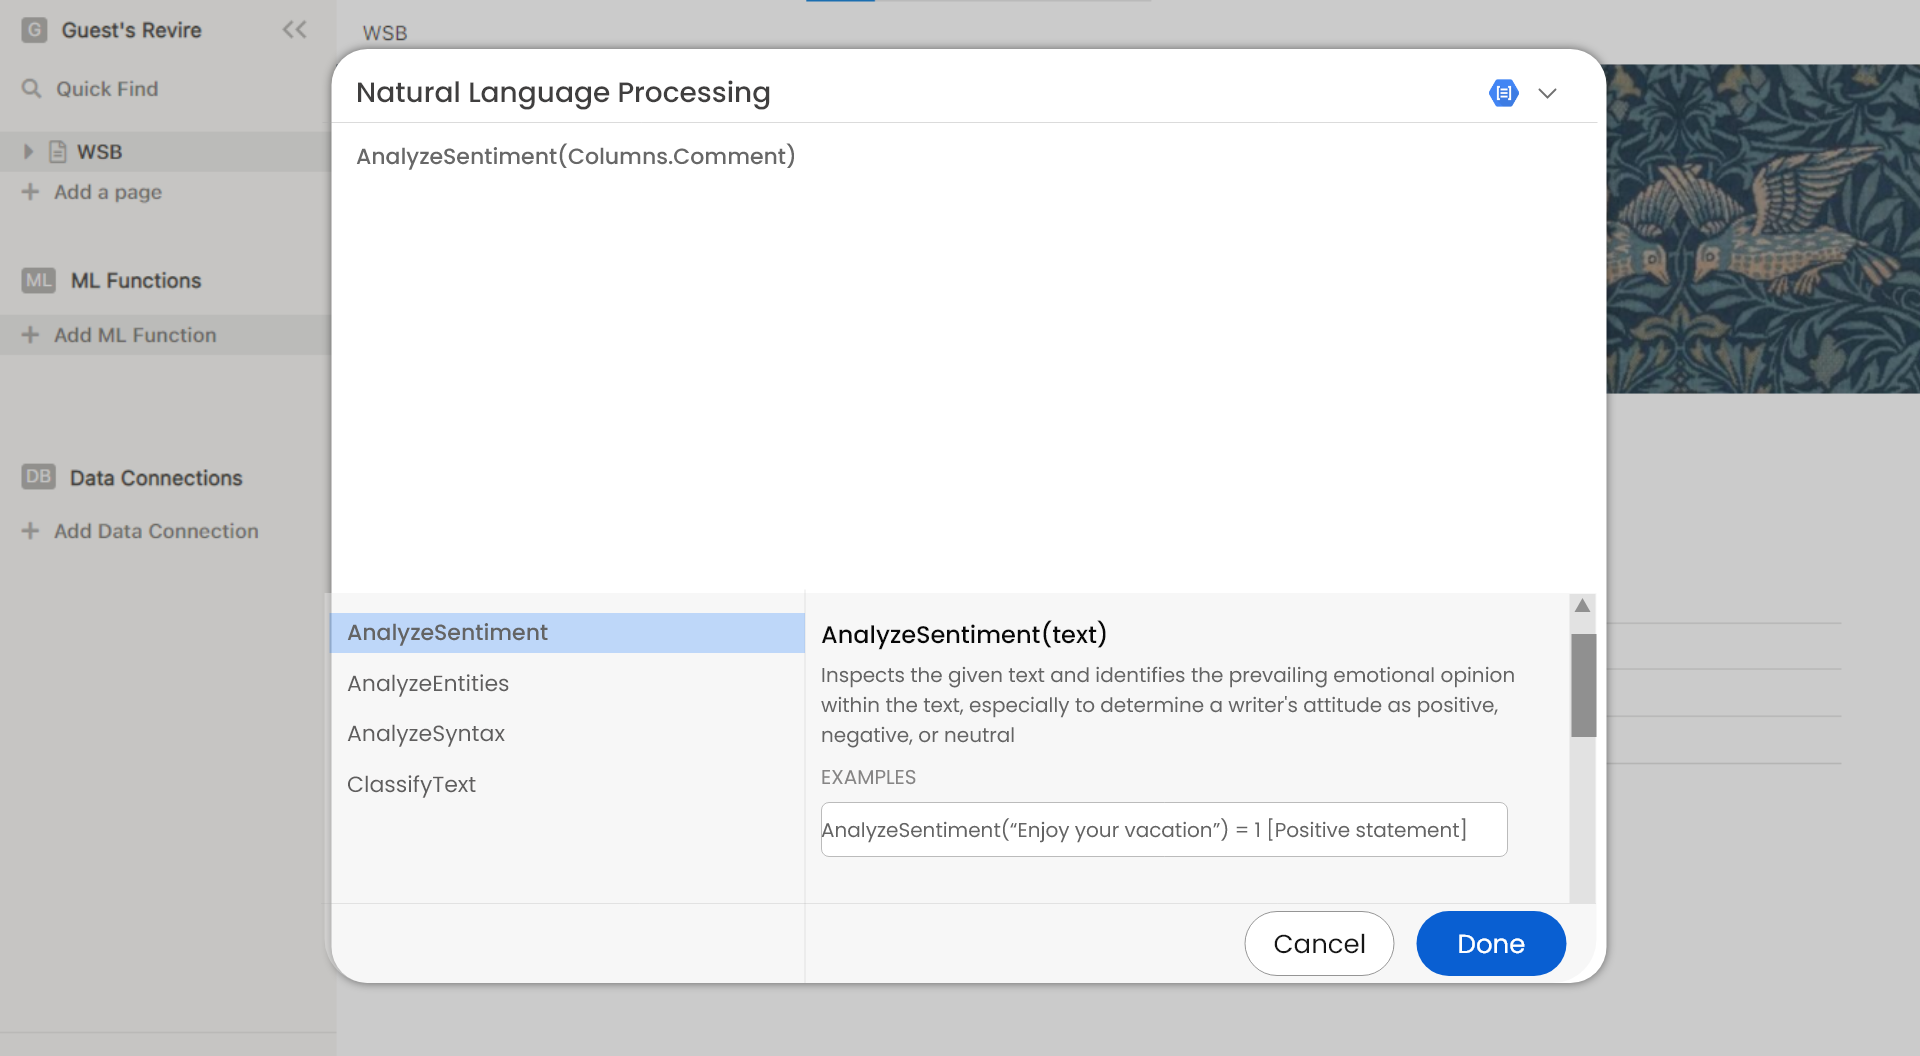 G Guest's Revire
Quick Find
WSB
Add a page
ML ML Functions
Add ML Function
DB Data Connections
Add Data Connection
WSB
Natural Language Processing
AnalyzeSentiment(Columns.Comment)
AnalyzeSentiment
AnalyzeEntities
AnalyzeSyntax
ClassifyText
AnalyzeSentiment(text)
Inspects the given text and identifies the prevailing emotional opinion
within the text, especially to determine a writer's attitude as positive,
negative, or neutral
EXAMPLES
AnalyzeSentiment(“Enjoy your vacation”) = 1 [Positive statement]
Cancel
Done